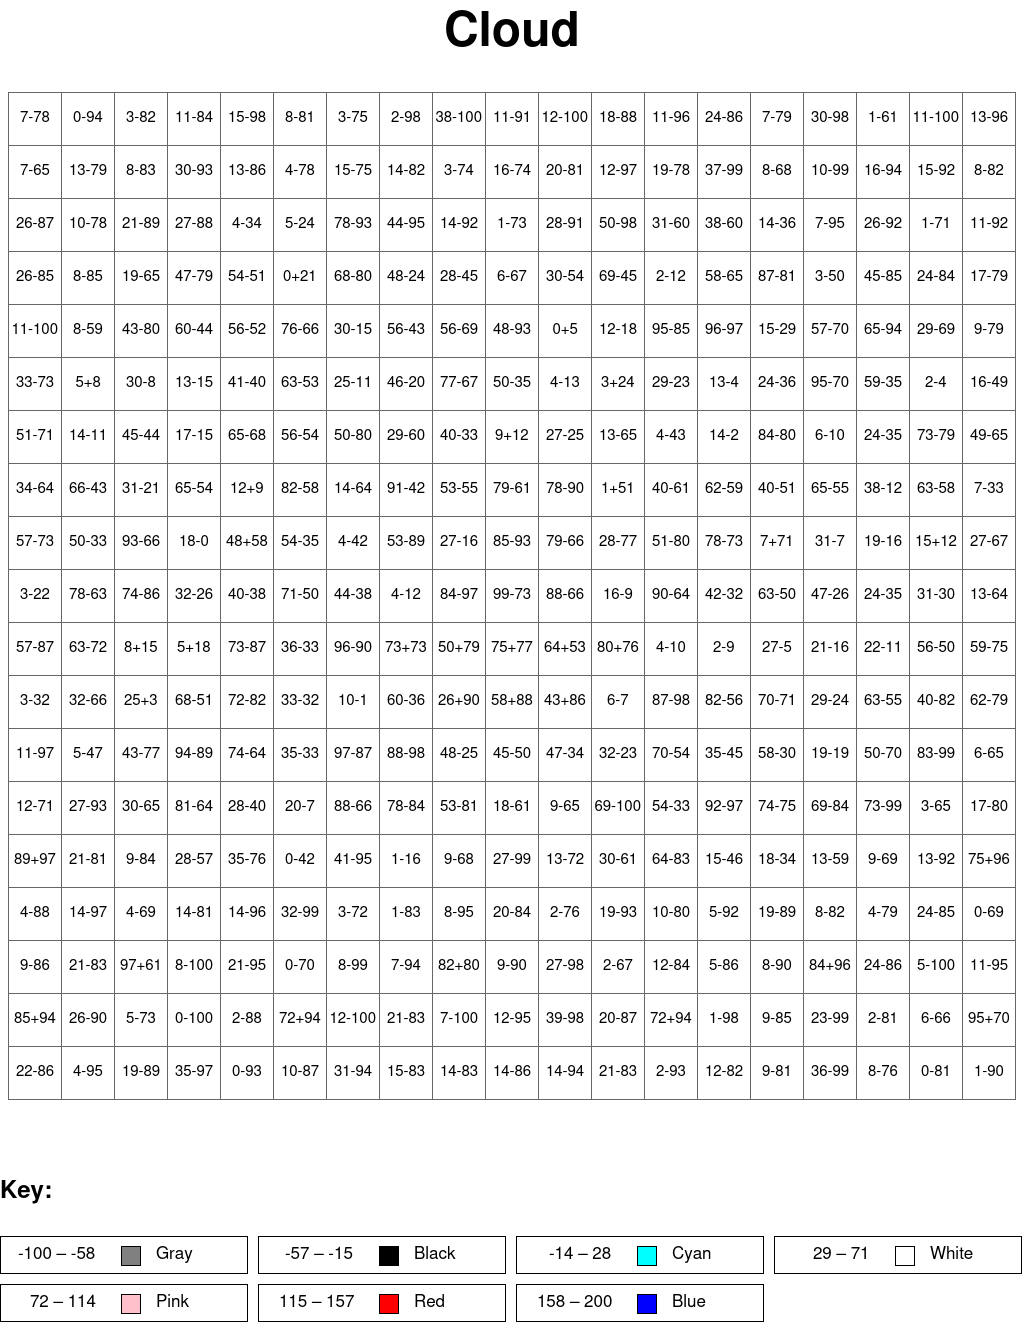 Cloud
7-78 0-94 3-82 11-84 15-98 8-81 3-75 2-98 38-100 11-91 12-100 18-88 11-96 24-86 7-79 30-98 1-61 11-100 13-96
7-65 13-79 8-83 30-93 13-86 4-78 15-75 14-82 3-74 16-74 20-81 12-97 19-78 37-99 8-68 10-99 16-94 15-92 8-82
26-87 10-78 21-89 27-88 4-34 5-24 78-93 44-95 14-92 1-73 28-91 50-98 31-60 38-60 14-36 7-95 26-92 1-71 11-92
26-85 8-85 19-65 47-79 54-51 0+21 68-80 48-24 28-45 6-67 30-54 69-45 2-12 58-65 87-81 3-50 45-85 24-84 17-79
11-100 8-59 43-80 60-44 56-52 76-66 30-15 56-43 56-69 48-93 0+5 12-18 95-85 96-97 15-29 57-70 65-94 29-69 9-79
33-73 5+8 30-8 13-15 41-40 63-53 25-11 46-20 77-67 50-35 4-13 3+24 29-23 13-4 24-36 95-70 59-35 2-4 16-49
51-71 14-11 45-44 17-15 65-68 56-54 50-80 29-60 40-33 9+12 27-25 13-65 4-43 14-2 84-80 6-10 24-35 73-79 49-65
34-64 66-43 31-21 65-54 12+9 82-58 14-64 91-42 53-55 79-61 78-90 1+51 40-61 62-59 40-51 65-55 38-12 63-58 7-33
57-73 50-33 93-66 18-0 48+58 54-35 4-42 53-89 27-16 85-93 79-66 28-77 51-80 78-73 7+71 31-7 19-16 15+12 27-67
3-22 78-63 74-86 32-26 40-38 71-50 44-38 4-12 84-97 99-73 88-66 16-9 90-64 42-32 63-50 47-26 24-35 31-30 13-64
57-87 63-72 8+15 5+18 73-87 36-33 96-90 73+73 50+79 75+77 64+53 80+76 4-10 2-9 27-5 21-16 22-11 56-50 59-75
3-32 32-66 25+3 68-51 72-82 33-32 10-1 60-36 26+90 58+88 43+86 6-7 87-98 82-56 70-71 29-24 63-55 40-82 62-79
11-97 5-47 43-77 94-89 74-64 35-33 97-87 88-98 48-25 45-50 47-34 32-23 70-54 35-45 58-30 19-19 50-70 83-99 6-65
12-71 27-93 30-65 81-64 28-40 20-7 88-66 78-84 53-81 18-61 9-65 69-100 54-33 92-97 74-75 69-84 73-99 3-65 17-80
89+97 21-81 9-84 28-57 35-76 0-42 41-95 1-16 9-68 27-99 13-72 30-61 64-83 15-46 18-34 13-59 9-69 13-92 75+96
4-88 14-97 4-69 14-81 14-96 32-99 3-72 1-83 8-95 20-84 2-76 19-93 10-80 5-92 19-89 8-82 4-79 24-85 0-69
9-86 21-83 97+61 8-100 21-95 0-70 8-99 7-94 82+80 9-90 27-98 2-67 12-84 5-86 8-90 84+96 24-86 5-100 11-95
85+94 26-90 5-73 0-100 2-88 72+94 12-100 21-83 7-100 12-95 39-98 20-87 72+94 1-98 9-85 23-99 2-81 6-66 95+70
22-86 4-95 19-89 35-97 0-93 10-87 31-94 15-83 14-83 14-86 14-94 21-83 2-93 12-82 9-81 36-99 8-76 0-81 1-90
Key:
-100 – -58 Gray -57 – -15 Black -14 – 28 Cyan 29 – 71 White
72 – 114 Pink 115 – 157 Red 158 – 200 Blue